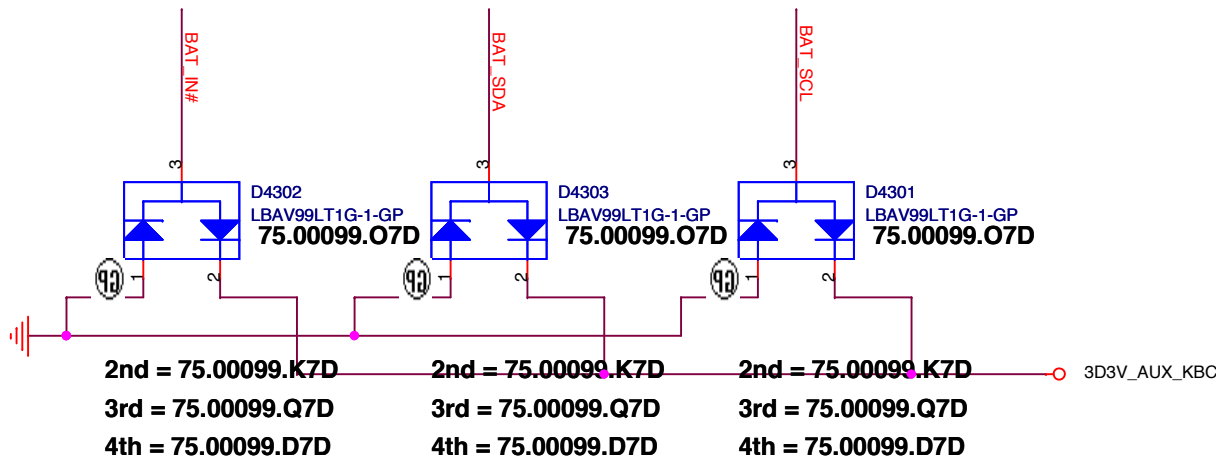 BAT_IN#
BAT_SDA
BAT_SCL
3
3
3
D4302
LBAV99LT1G-1-GP
75.00099.O7D
D4303
LBAV99LT1G-1-GP
75.00099.O7D
D4301
LBAV99LT1G-1-GP
75.00099.O7D
GP
1
2
GP
1
2
GP
1
2
2nd = 75.00099.K7D
3rd = 75.00099.Q7D
4th = 75.00099.D7D
2nd = 75.00099.K7D
3rd = 75.00099.Q7D
4th = 75.00099.D7D
2nd = 75.00099.K7D
3rd = 75.00099.Q7D
4th = 75.00099.D7D
3D3V_AUX_KBC